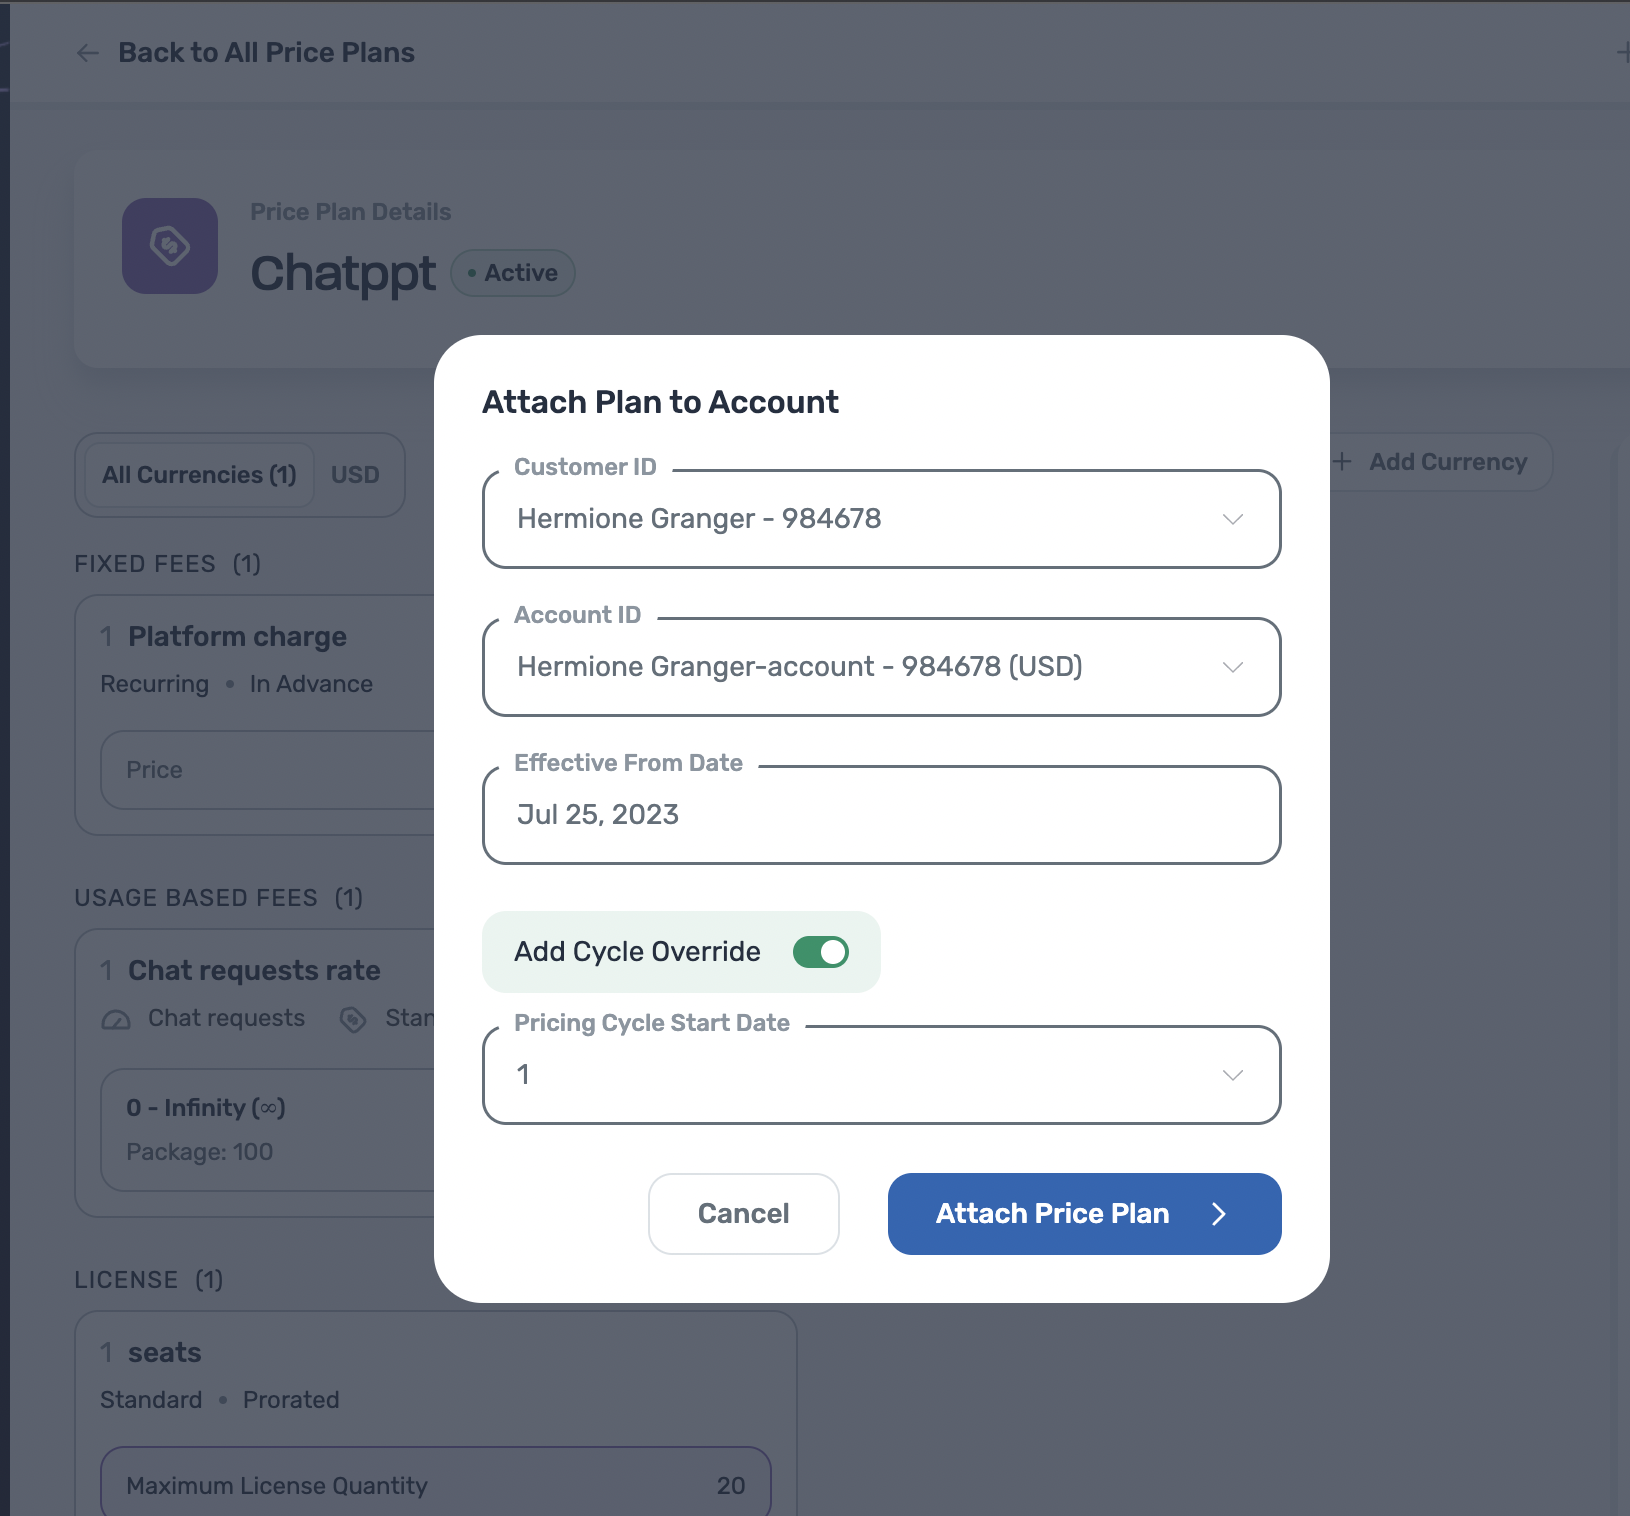 Back to All Price Plans
Price Plan Details
Chatppt
Active
All Currencies (1)
USD
Add Currency
FIXED FEES (1)
1 Platform charge
Recurring • In Advance
Price
USAGE BASED FEES (1)
1 Chat requests rate
Chat requests
Stan
0 - Infinity (∞)
Package: 100
LICENSE (1)
1 seats
Standard • Prorated
Maximum License Quantity 20
Attach Plan to Account
Customer ID
Hermione Granger - 984678
Account ID
Hermione Granger-account - 984678 (USD)
Effective From Date
Jul 25, 2023
Add Cycle Override
Pricing Cycle Start Date
1
Cancel
Attach Price Plan